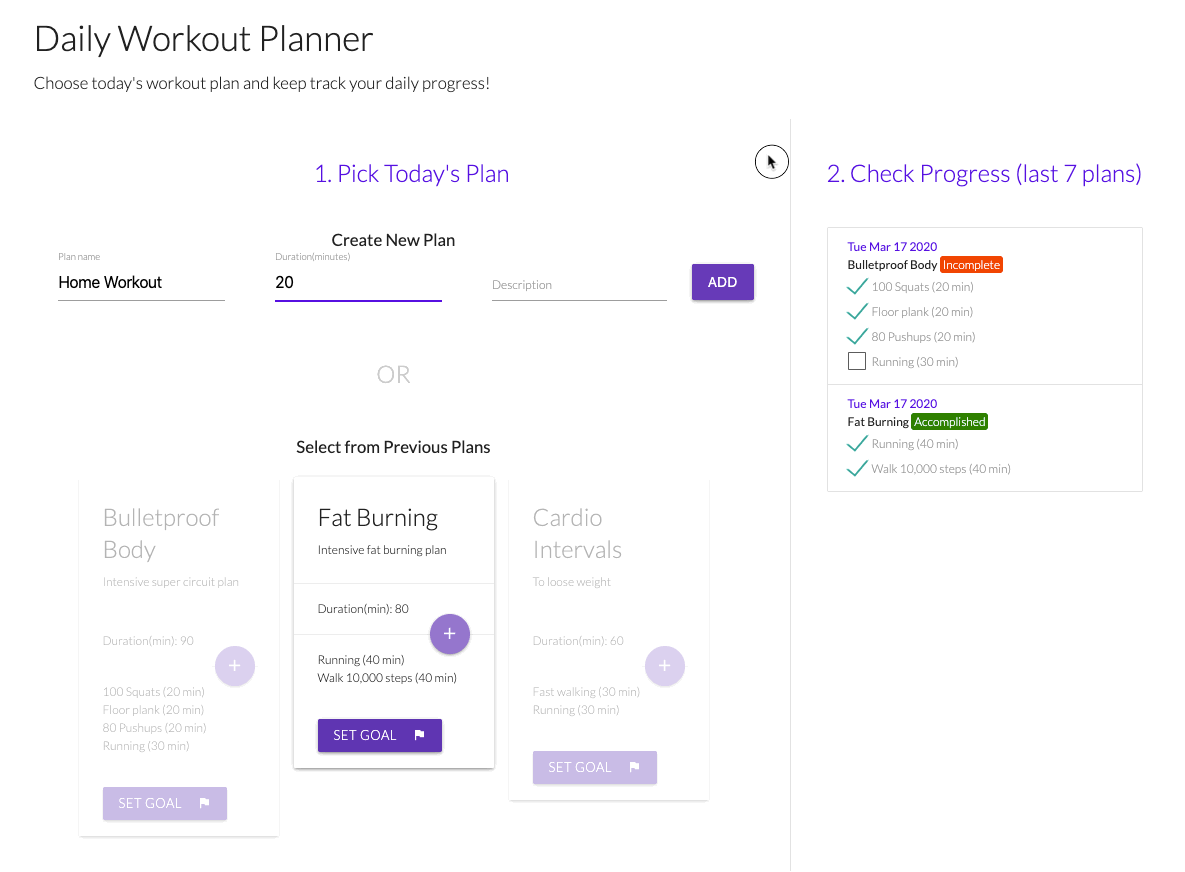 Daily Workout Planner
Choose today's workout plan and keep track your daily progress!
1. Pick Today's Plan
Create New Plan
Plan name
Home Workout
Duration(minutes)
20
Description
ADD
OR
Select from Previous Plans
Bulletproof
Body
Intensive super circuit plan
Duration(min): 90
+
100 Squats (20 min)
Floor plank (20 min)
80 Pushups (20 min)
Running (30 min)
SET GOAL
Fat Burning
Intensive fat burning plan
Duration(min): 80
+
Running (40 min)
Walk 10,000 steps (40 min)
SET GOAL
Cardio
Intervals
To loose weight
Duration(min): 60
+
Fast walking (30 min)
Running (30 min)
SET GOAL
2. Check Progress (last 7 plans)
Tue Mar 17 2020
Bulletproof Body Incomplete
100 Squats (20 min)
Floor plank (20 min)
80 Pushups (20 min)
Running (30 min)
Tue Mar 17 2020
Fat Burning Accomplished
Running (40 min)
Walk 10,000 steps (40 min)